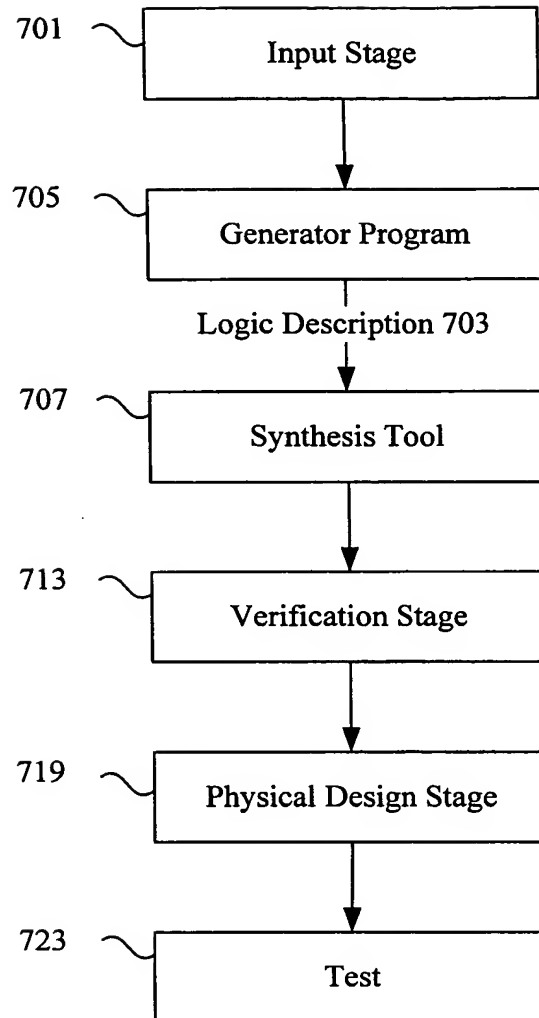 701
Input Stage
705
Generator Program
Logic Description 703
707
Synthesis Tool
713
Verification Stage
719
Physical Design Stage
723
Test